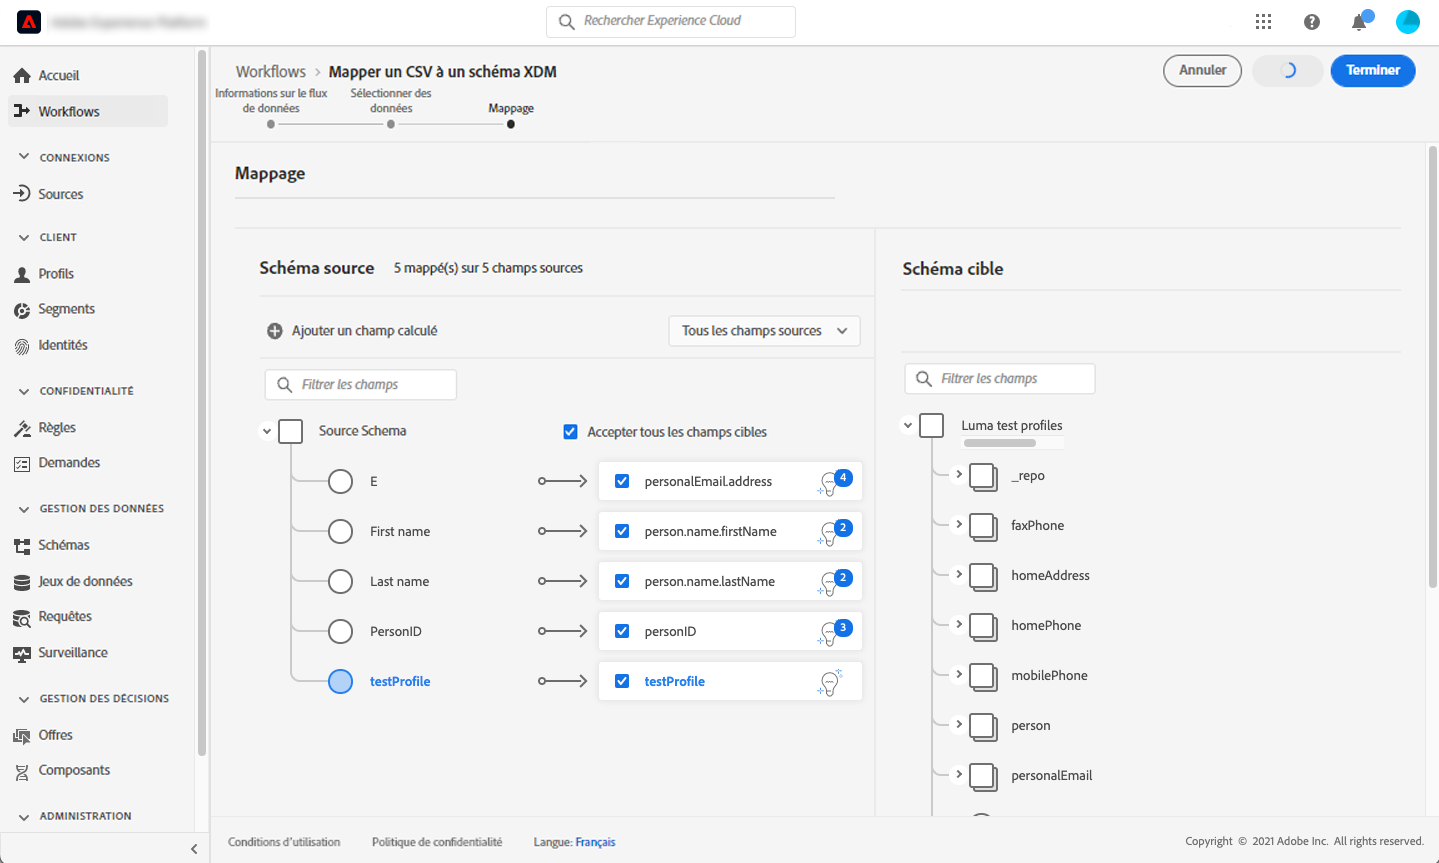 Rechercher Experience Cloud
Accueil
Workflows
CONNEXIONS
Sources
CLIENT
Profils
Segments
Identités
CONFIDENTIALITÉ
Règles
Demandes
GESTION DES DONNÉES
Schémas
Jeux de données
Requêtes
Surveillance
GESTION DES DÉCISIONS
Offres
Composants
ADMINISTRATION
Workflows > Mapper un CSV à un schéma XDM
Annuler
Terminer
Informations sur le flux
de données
Sélectionner des
données
Mappage
Mappage
Schéma source 5 mappé(s) sur 5 champs sources
Ajouter un champ calculé
Tous les champs sources
Filtrer les champs
Source Schema
Accepter tous les champs cibles
E personalEmail.address 4
First name person.name.firstName 2
Last name person.name.lastName 2
PersonID personID 3
testProfile testProfile
Schéma cible
Filtrer les champs
Luma test profiles
_repo
faxPhone
homeAddress
homePhone
mobilePhone
person
personalEmail
Conditions d'utilisation Politique de confidentialité Langue: Français
Copyright © 2021 Adobe Inc. All rights reserved.